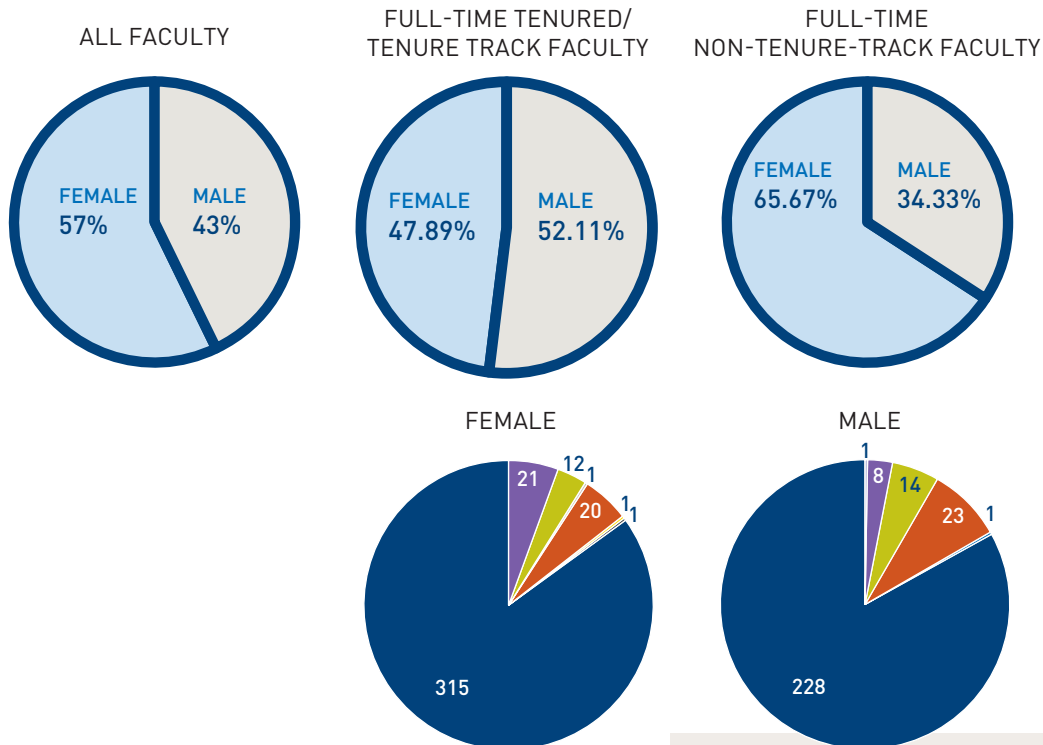 ALL FACULTY
FEMALE
57%
MALE
43%
FULL-TIME TENURED/
TENURE TRACK FACULTY
FEMALE
47.89%
MALE
52.11%
FULL-TIME
NON-TENURE-TRACK FACULTY
FEMALE
65.67%
MALE
34.33%
FEMALE
21
12
1
20
1
1
315
MALE
1
8
14
23
1
228